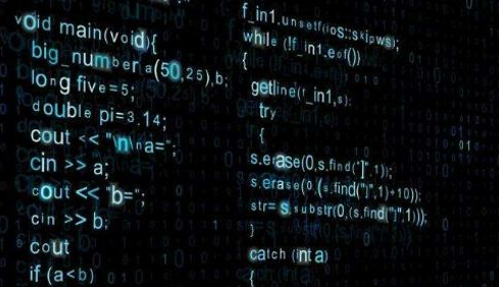 void main(void){
big_number a(50,25),b;
long five=5;
double pi=3.14;
cout << "\n\na=";
cin >> a;
cout << "b=";
cin >> b;
cout
if (a<b)
f_in1.unsetf(ioS::skipws);
while (!f_in1.eof())
{
getline(f_in1,s);
try
{
s.erase(0,s.find("]",1));
s.erase(0,(s.find("]",1)+10));
str= s.substr(0,(s.find("]",1)));
}
catch (int a)